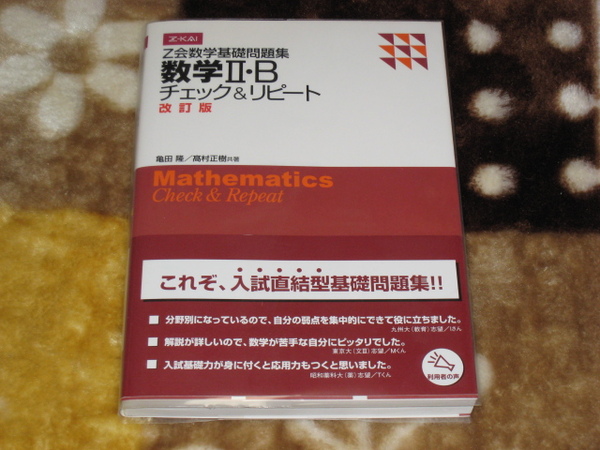 Z-KAI
Z会数学基礎問題集
数学II・B
チェック&リピート
改訂版
亀田 隆／髙村正樹共著
Mathematics
Check & Repeat
これぞ、入試直結型基礎問題集!!
■ 分野別になっているので、自分の弱点を集中的にできて役に立ちました。
九州大（教育）志望／Iさん
■ 解説が詳しいので、数学が苦手な自分にピッタリでした。
東京大（文Ⅲ）志望／Mくん
■ 入試基礎力が身に付くと応用力もつくと思いました。
昭和薬科大（薬）志望／Tくん
利用者の声